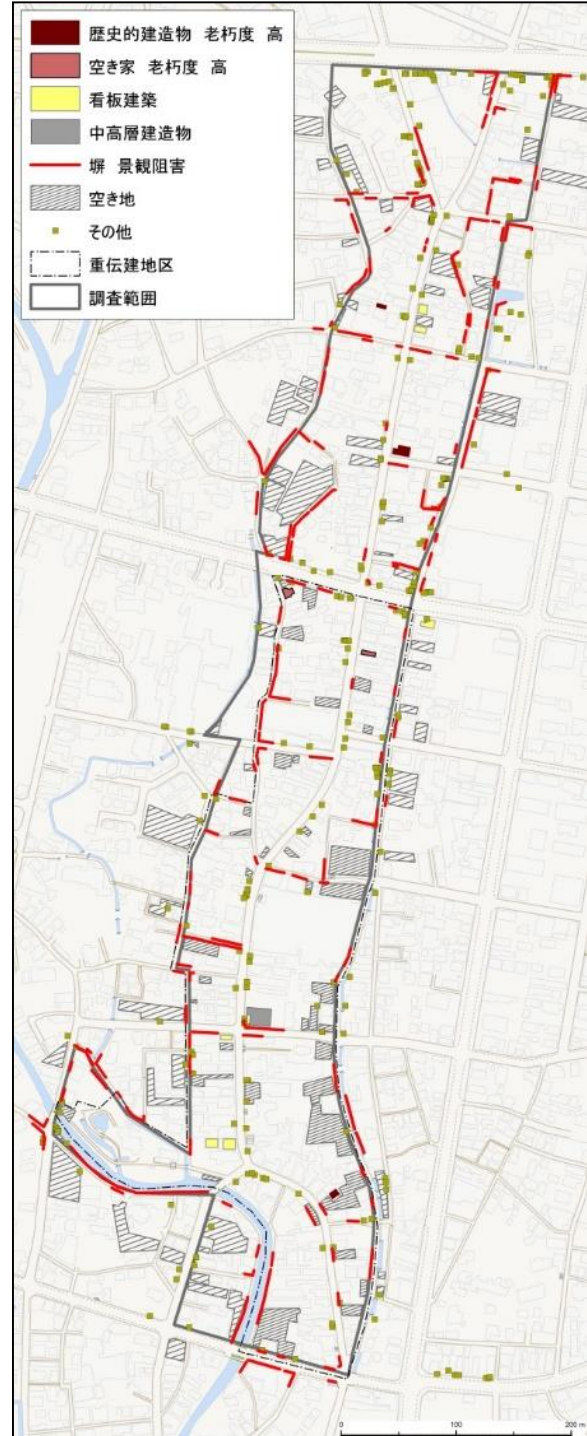 歴史的建造物 老朽度 高
空き家 老朽度 高
看板建築
中高層建造物
塀 景観阻害
空き地
その他
重伝建地区
調査範囲
0 100 200 m